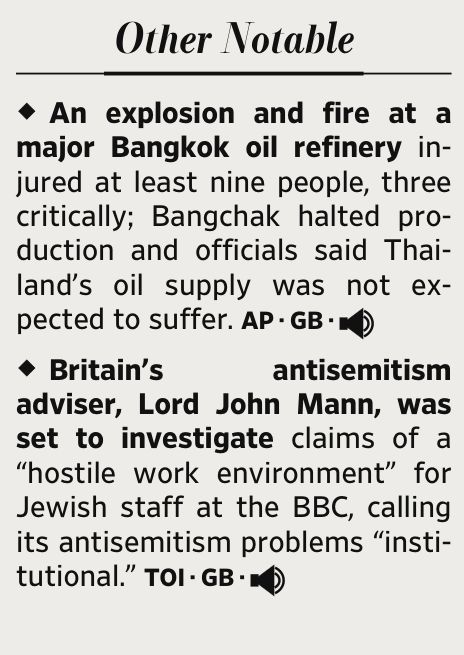 Other Notable
◆ An explosion and fire at a
major Bangkok oil refinery in-
jured at least nine people, three
critically; Bangchak halted pro-
duction and officials said Thai-
land’s oil supply was not ex-
pected to suffer. AP · GB ·
◆ Britain’s antisemitism
adviser, Lord John Mann, was
set to investigate claims of a
“hostile work environment” for
Jewish staff at the BBC, calling
its antisemitism problems “insti-
tutional.” TOI · GB ·